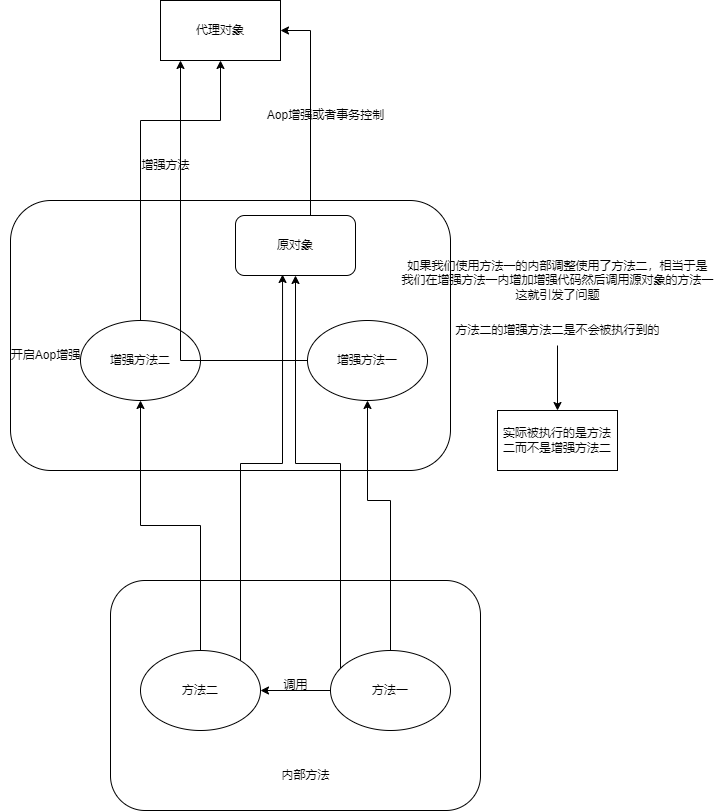 代理对象
Aop增强或者事务控制
增强方法
原对象
如果我们使用方法一的内部调整使用了方法二，相当于是
我们在增强方法一内增加增强代码然后调用源对象的方法一
这就引发了问题
方法二的增强方法二是不会被执行到的
开启Aop增强
增强方法二
增强方法一
实际被执行的是方法
二而不是增强方法二
方法二
调用
方法一
内部方法